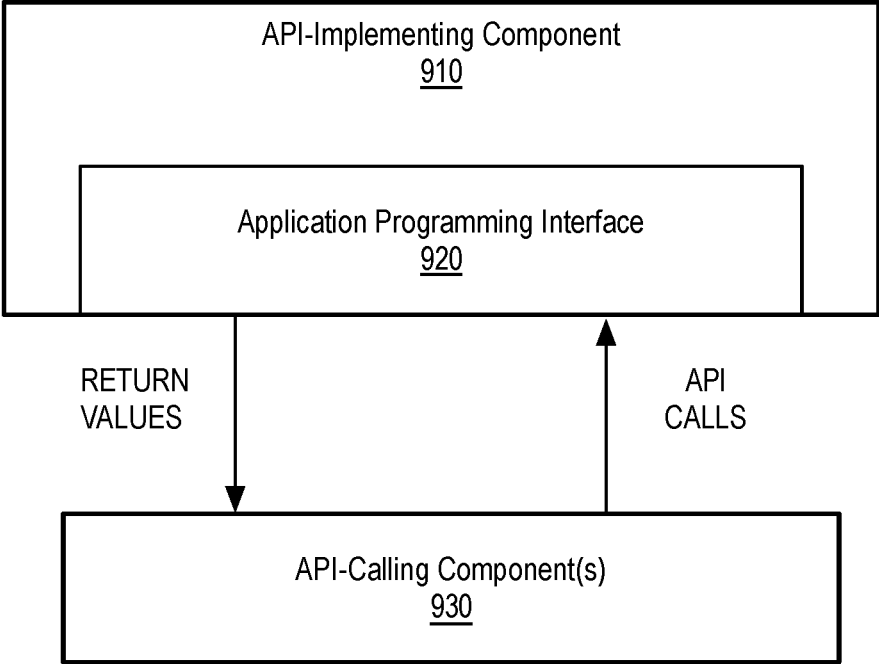 API-Implementing Component
910
Application Programming Interface
920
RETURN
VALUES
API
CALLS
API-Calling Component(s)
930